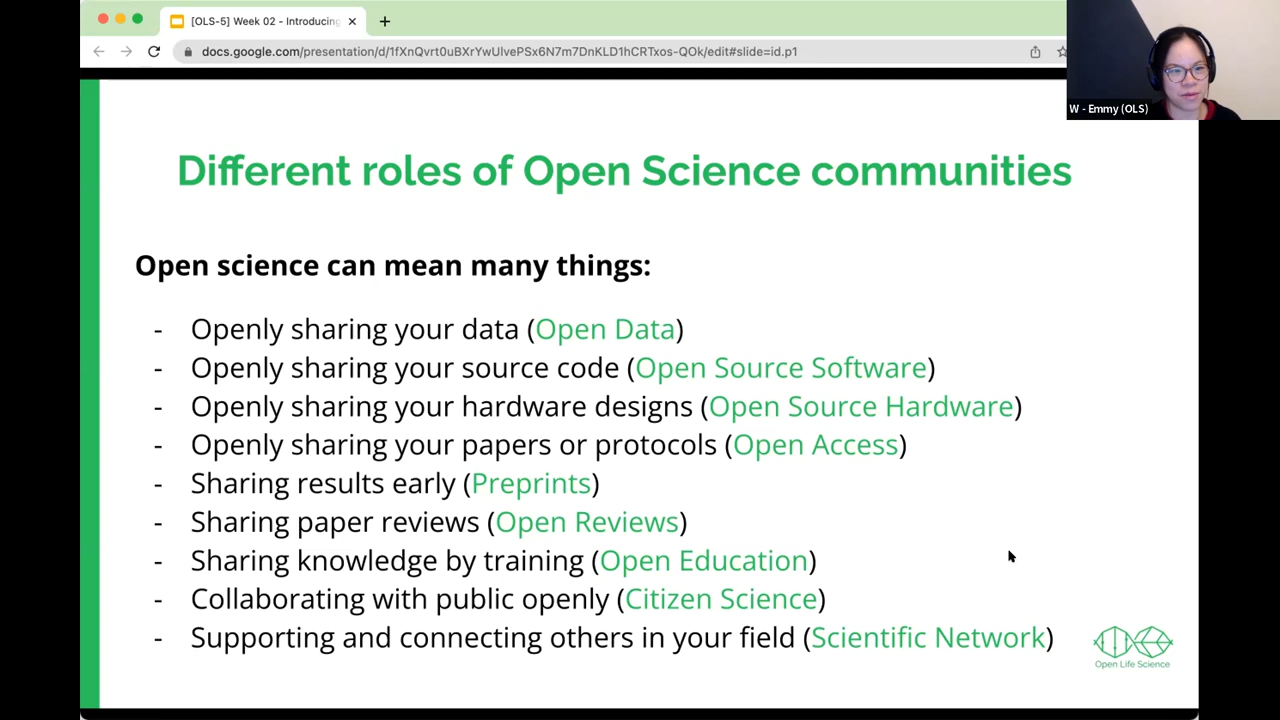 [OLS-5] Week 02 - Introducing
docs.google.com/presentation/d/1fXnQvrt0uBXrYwUlvePSx6N7m7DnKLD1hCRTxos-QOk/edit#slide=id.p1
W - Emmy (OLS)
Different roles of Open Science communities
Open science can mean many things:
- Openly sharing your data (Open Data)
- Openly sharing your source code (Open Source Software)
- Openly sharing your hardware designs (Open Source Hardware)
- Openly sharing your papers or protocols (Open Access)
- Sharing results early (Preprints)
- Sharing paper reviews (Open Reviews)
- Sharing knowledge by training (Open Education)
- Collaborating with public openly (Citizen Science)
- Supporting and connecting others in your field (Scientific Network)
Open Life Science